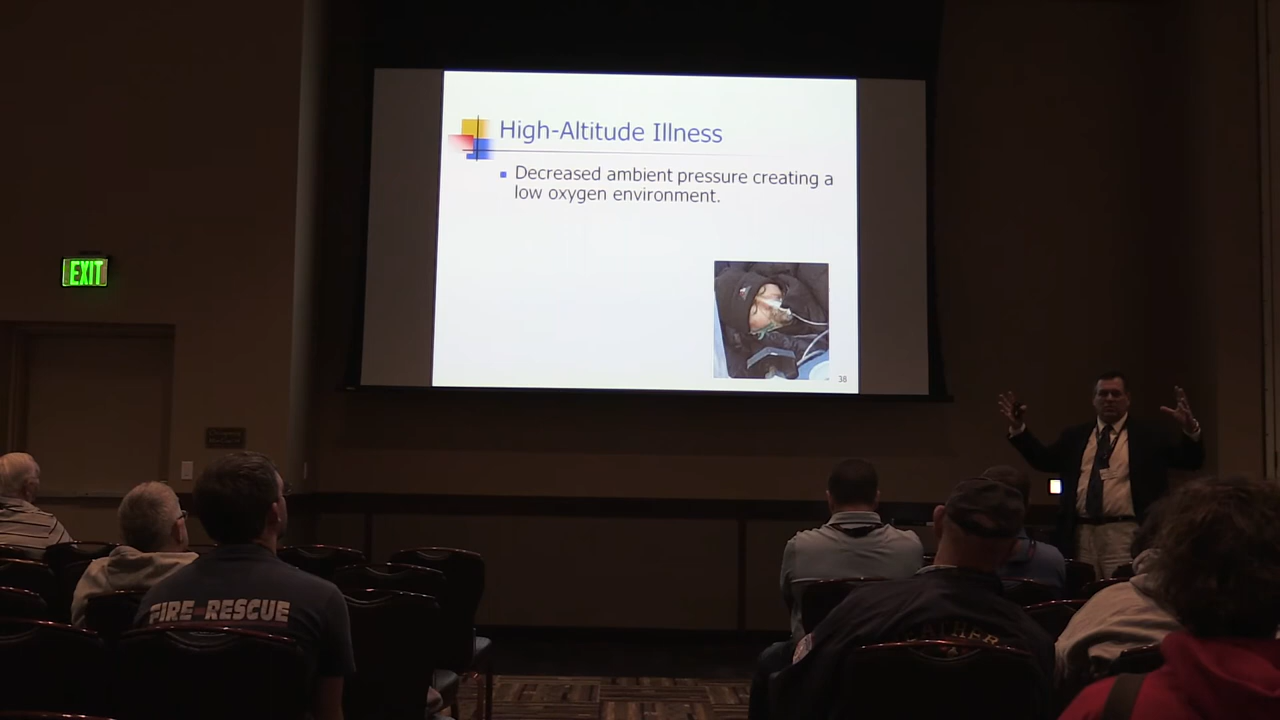 High-Altitude Illness
Decreased ambient pressure creating a
low oxygen environment.
38
EXIT
FIRE RESCUE